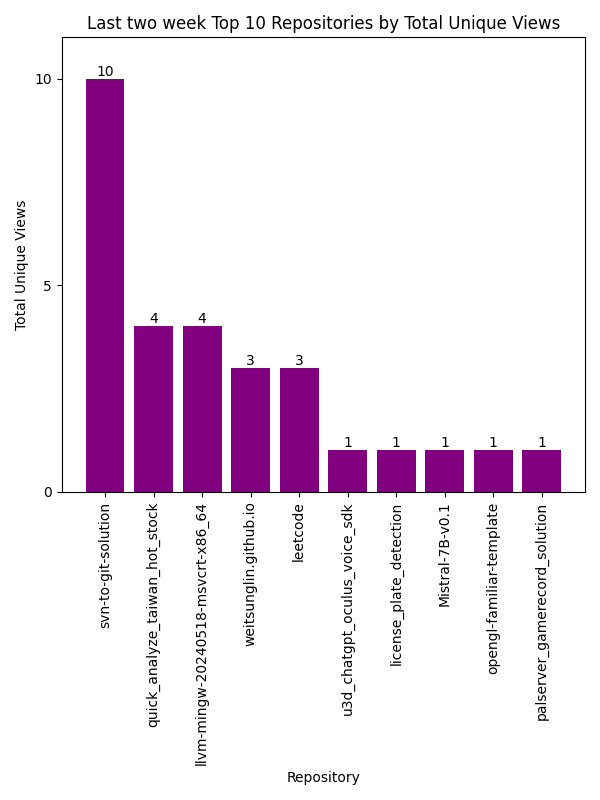 Last two week Top 10 Repositories by Total Unique Views
Total Unique Views
10
5
0
10
4
4
3
3
1
1
1
1
1
svn-to-git-solution
quick_analyze_taiwan_hot_stock
llvm-mingw-20240518-msvcrt-x86_64
weitsunglin.github.io
leetcode
u3d_chatgpt_oculus_voice_sdk
license_plate_detection
Mistral-7B-v0.1
opengl-familiar-template
palserver_gamerecord_solution
Repository